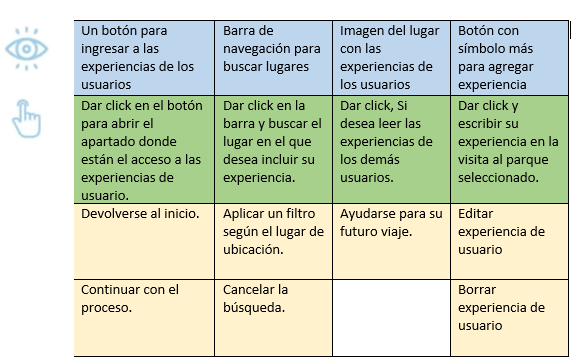 Un botón para
ingresar a las
experiencias de los
usuarios
Barra de
navegación para
buscar lugares
Imagen del lugar
con las
experiencias de
los usuarios
Botón con
símbolo más
para agregar
experiencia
Dar click en el botón
para abrir el
apartado donde
están el acceso a las
experiencias de
usuario.
Dar click en la
barra y buscar el
lugar en el que
desea incluir su
experiencia.
Dar click, Si
desea leer las
experiencias de
los demás
usuarios.
Dar click y
escribir su
experiencia en la
visita al parque
seleccionado.
Devolverse al inicio.
Aplicar un filtro
según el lugar de
ubicación.
Ayudarse para su
futuro viaje.
Editar
experiencia de
usuario
Continuar con el
proceso.
Cancelar la
búsqueda.
Borrar
experiencia de
usuario